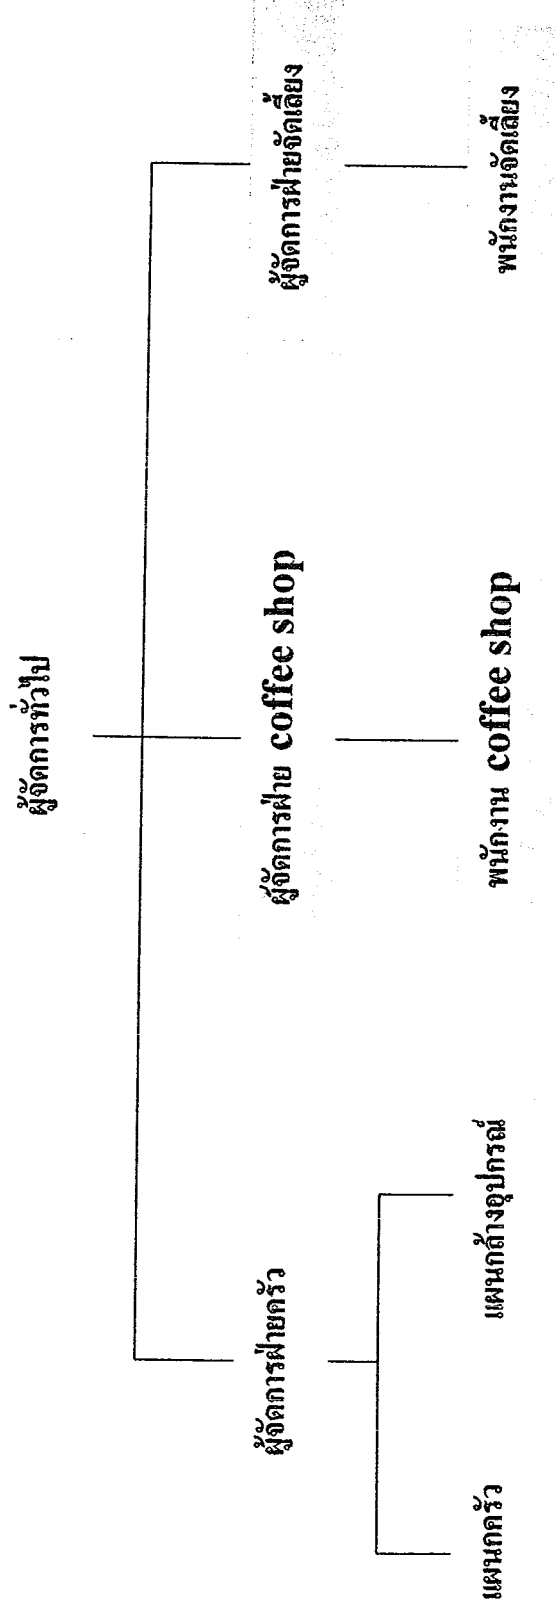 ผู้จัดการทั่วไป
ผู้จัดการฝ่ายครัว
ผู้จัดการฝ่าย coffee shop
ผู้จัดการฝ่ายจัดเลี้ยง
แผนกครัว
แผนกล้างอุปกรณ์
พนักงาน coffee shop
พนักงานจัดเลี้ยง